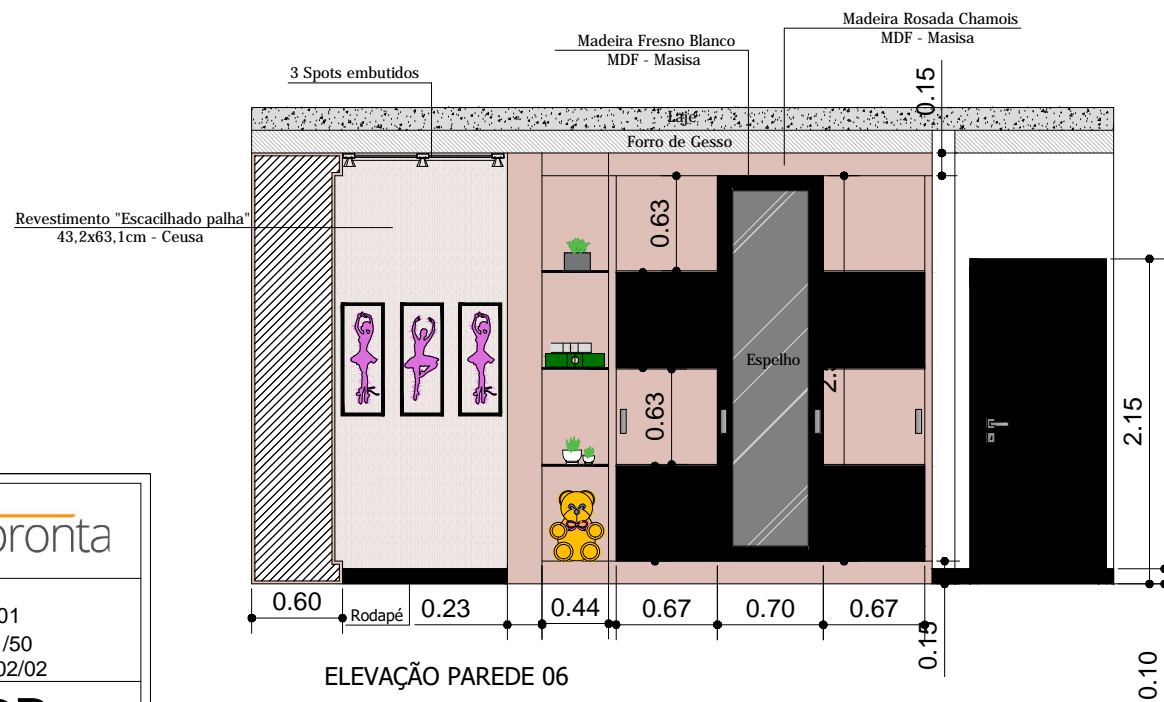 Madeira Rosada Chamois
MDF - Masisa
Madeira Fresno Blanco
MDF - Masisa
3 Spots embutidos
0.15
Laje
Forro de Gesso
Revestimento "Escacilhado palha"
43,2x63,1cm - Ceusa
0.63
Espelho
0.63
2.15
pronta
01
/50
02/02
0.60
Rodapé
0.23
0.44
0.67
0.70
0.67
0.15
0.10
ELEVAÇÃO PAREDE 06